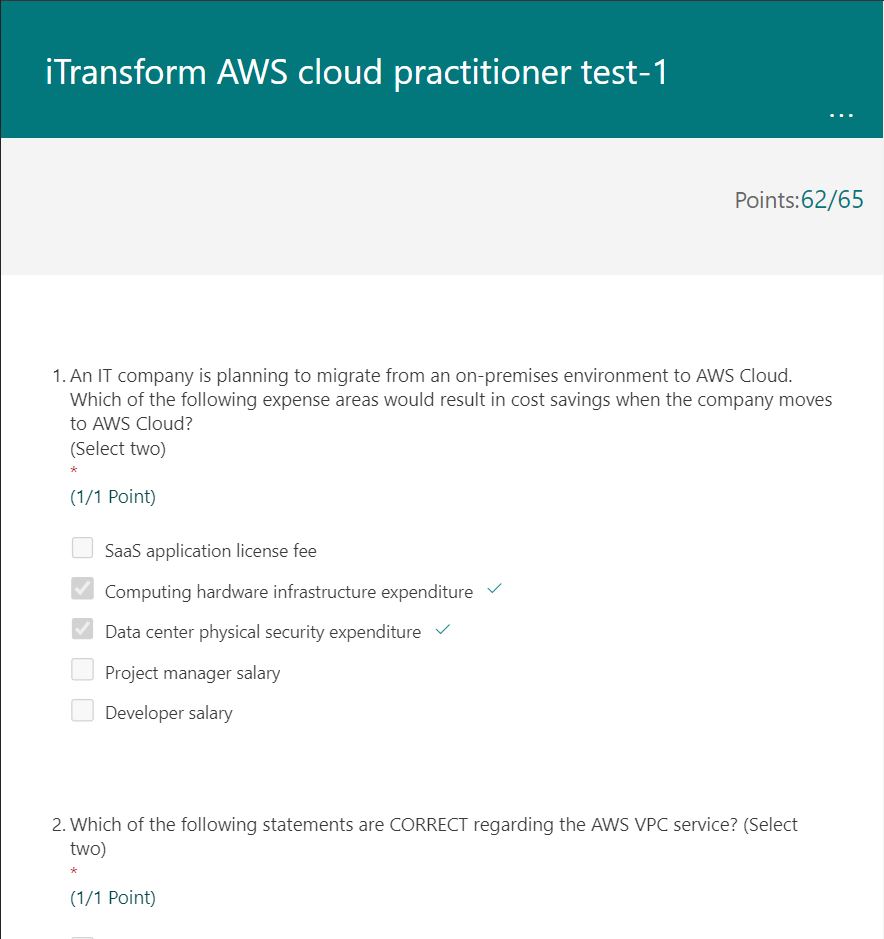 iTransform AWS cloud practitioner test-1
...
Points:62/65
1. An IT company is planning to migrate from an on-premises environment to AWS Cloud.
Which of the following expense areas would result in cost savings when the company moves
to AWS Cloud?
(Select two)
*
(1/1 Point)
SaaS application license fee
Computing hardware infrastructure expenditure
Data center physical security expenditure
Project manager salary
Developer salary
2. Which of the following statements are CORRECT regarding the AWS VPC service? (Select
two)
*
(1/1 Point)